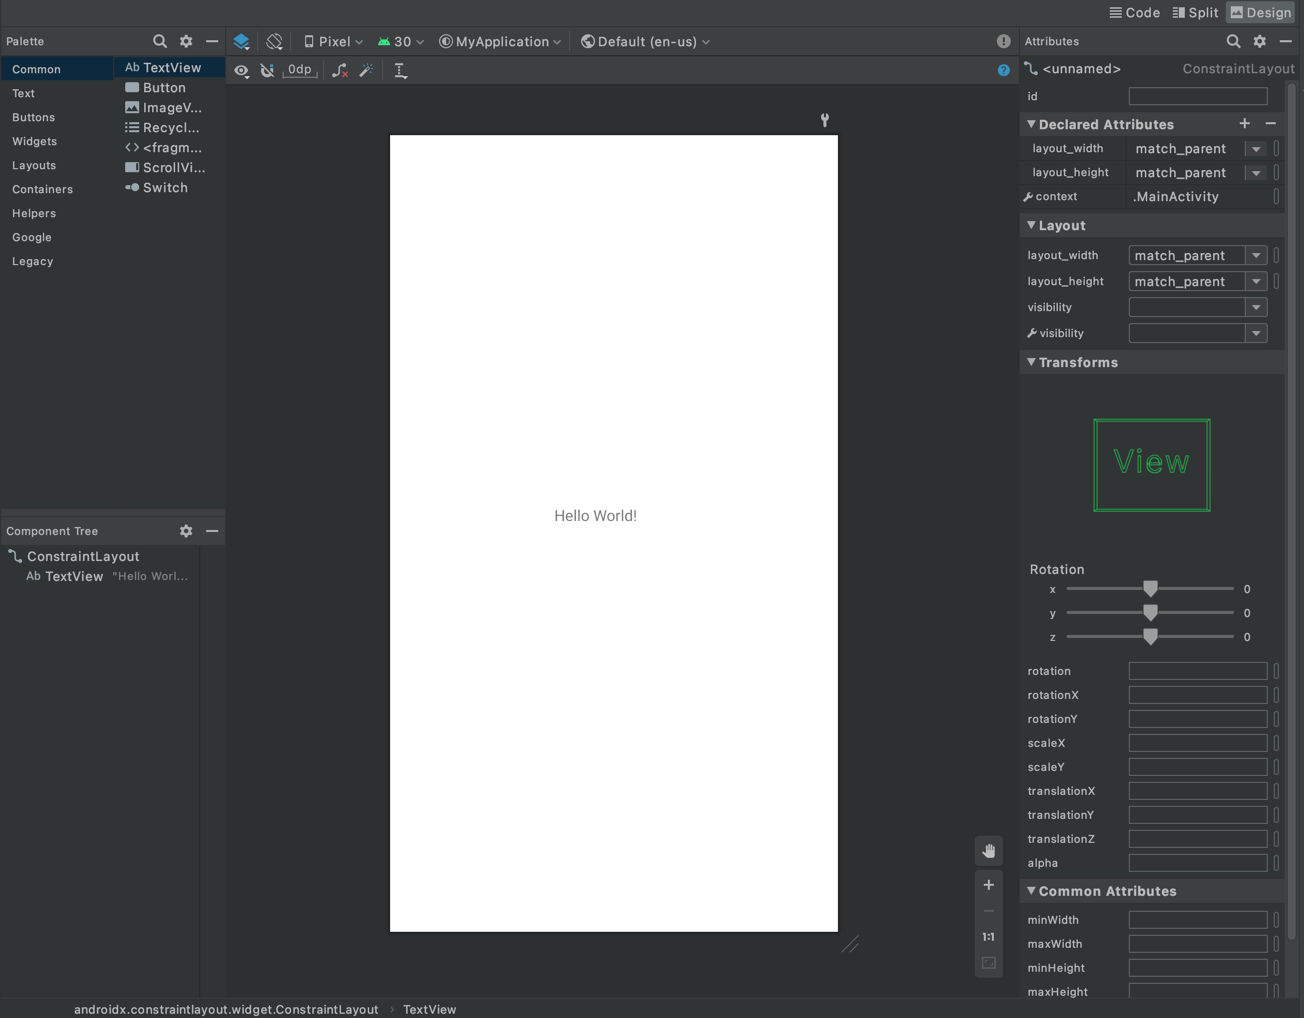 Code Split Design
Palette
Pixel 30 MyApplication Default (en-us)
Attributes
0dp
Common
Text
Buttons
Widgets
Layouts
Containers
Helpers
Google
Legacy
Ab TextView
Button
ImageV...
Recycl...
<fragm...
ScrollVi...
Switch
Component Tree
ConstraintLayout
Ab TextView "Hello Worl...
Hello World!
1:1
<unnamed> ConstraintLayout
id
Declared Attributes
layout_width match_parent
layout_height match_parent
context .MainActivity
Layout
layout_width match_parent
layout_height match_parent
visibility
visibility
Transforms
View
Rotation
x 0
y 0
z 0
rotation
rotationX
rotationY
scaleX
scaleY
translationX
translationY
translationZ
alpha
Common Attributes
minWidth
maxWidth
minHeight
maxHeight
androidx.constraintlayout.widget.ConstraintLayout › TextView